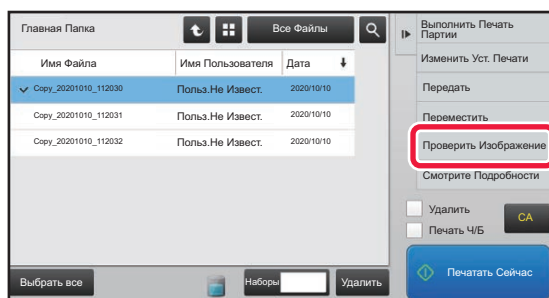 Главная Папка
Все Файлы
Имя Файла
Имя Пользователя
Дата
Copy_20201010_112030
Польз.Не Извест.
2020/10/10
Copy_20201010_112031
Польз.Не Извест.
2020/10/10
Copy_20201010_112032
Польз.Не Извест.
2020/10/10
Выбрать все
Наборы
Удалить
Выполнить Печать
Партии
Изменить Уст. Печати
Передать
Переместить
Проверить Изображение
Смотрите Подробности
Удалить
Печать Ч/Б
CA
Печатать Сейчас